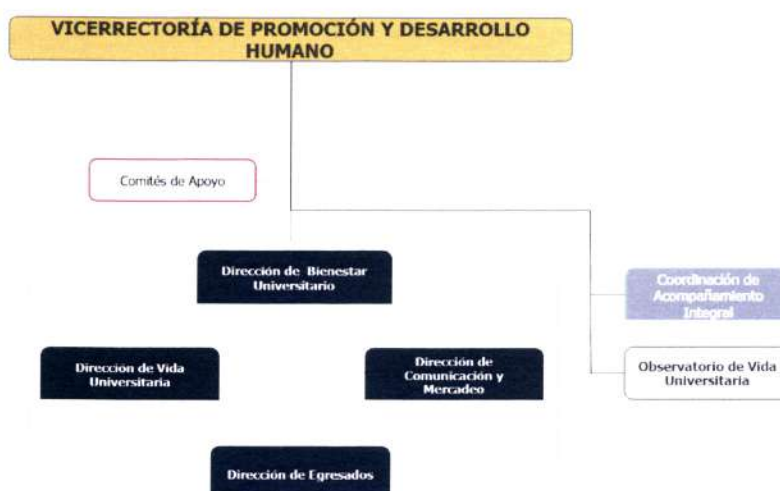 VICERRECTORÍA DE PROMOCIÓN Y DESARROLLO
HUMANO
Comités de Apoyo
Dirección de Bienestar
Universitario
Coordinación de
Acompañamiento
Integral
Dirección de Vida
Universitaria
Dirección de
Comunicación y
Mercadeo
Observatorio de Vida
Universitaria
Dirección de Egresados